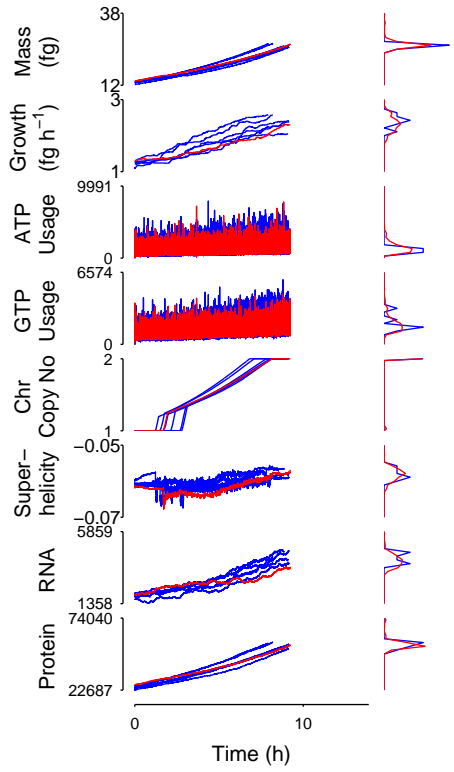 38
Mass
(fg)
12
3
Growth
(fg h−1)
1
9991
ATP
Usage
0
6574
GTP
Usage
0
2
Chr
Copy No
1
−0.05
Super−
helicity
−0.07
5859
RNA
1358
74040
Protein
22687
0 10
Time (h)